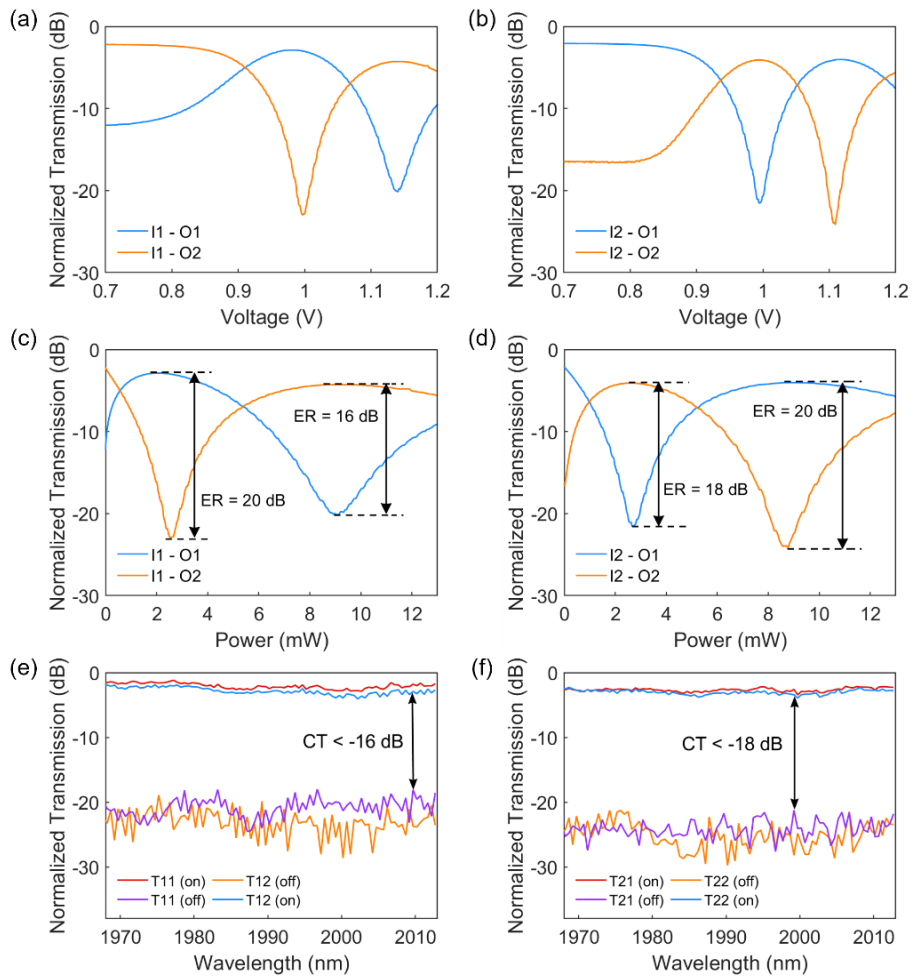 (a)
0
-10
-20
-30
Normalized Transmission (dB)
I1 - O1
I1 - O2
0.7 0.8 0.9 1 1.1 1.2
Voltage (V)
(b)
0
-10
-20
-30
Normalized Transmission (dB)
I2 - O1
I2 - O2
0.7 0.8 0.9 1 1.1 1.2
Voltage (V)
(c)
0
-10
-20
-30
Normalized Transmission (dB)
ER = 16 dB
ER = 20 dB
I1 - O1
I1 - O2
0 2 4 6 8 10 12
Power (mW)
(d)
0
-10
-20
-30
Normalized Transmission (dB)
ER = 20 dB
ER = 18 dB
I2 - O1
I2 - O2
0 2 4 6 8 10 12
Power (mW)
(e)
0
-10
-20
-30
Normalized Transmission (dB)
CT < -16 dB
T11 (on) T12 (off)
T11 (off) T12 (on)
1970 1980 1990 2000 2010
Wavelength (nm)
(f)
0
-10
-20
-30
Normalized Transmission (dB)
CT < -18 dB
T21 (on) T22 (off)
T21 (off) T22 (on)
1970 1980 1990 2000 2010
Wavelength (nm)